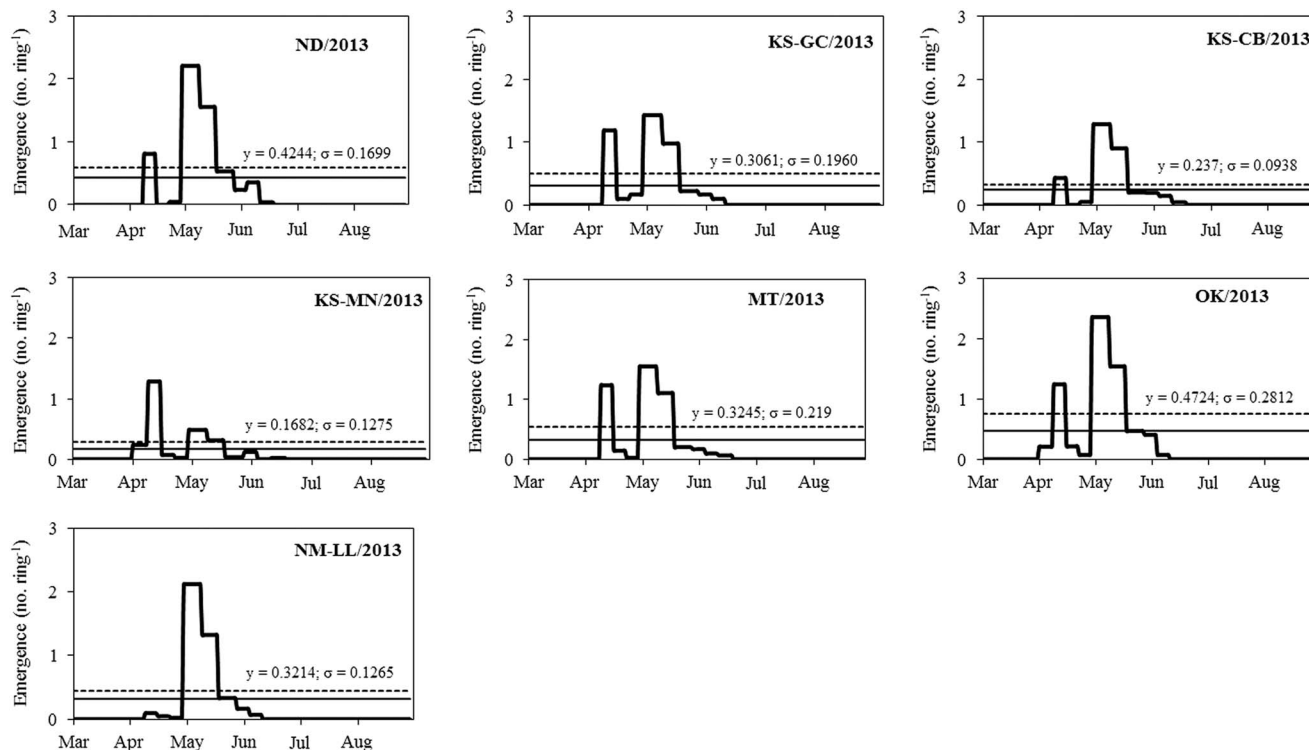 ND/2013
Emergence (no. ring-1)
3
2
1
0
y = 0.4244; σ = 0.1699
Mar Apr May Jun Jul Aug
KS-GC/2013
Emergence (no. ring-1)
3
2
1
0
y = 0.3061; σ = 0.1960
Mar Apr May Jun Jul Aug
KS-CB/2013
Emergence (no. ring-1)
3
2
1
0
y = 0.237; σ = 0.0938
Mar Apr May Jun Jul Aug
KS-MN/2013
Emergence (no. ring-1)
3
2
1
0
y = 0.1682; σ = 0.1275
Mar Apr May Jun Jul Aug
MT/2013
Emergence (no. ring-1)
3
2
1
0
y = 0.3245; σ = 0.219
Mar Apr May Jun Jul Aug
OK/2013
Emergence (no. ring-1)
3
2
1
0
y = 0.4724; σ = 0.2812
Mar Apr May Jun Jul Aug
NM-LL/2013
Emergence (no. ring-1)
3
2
1
0
y = 0.3214; σ = 0.1265
Mar Apr May Jun Jul Aug